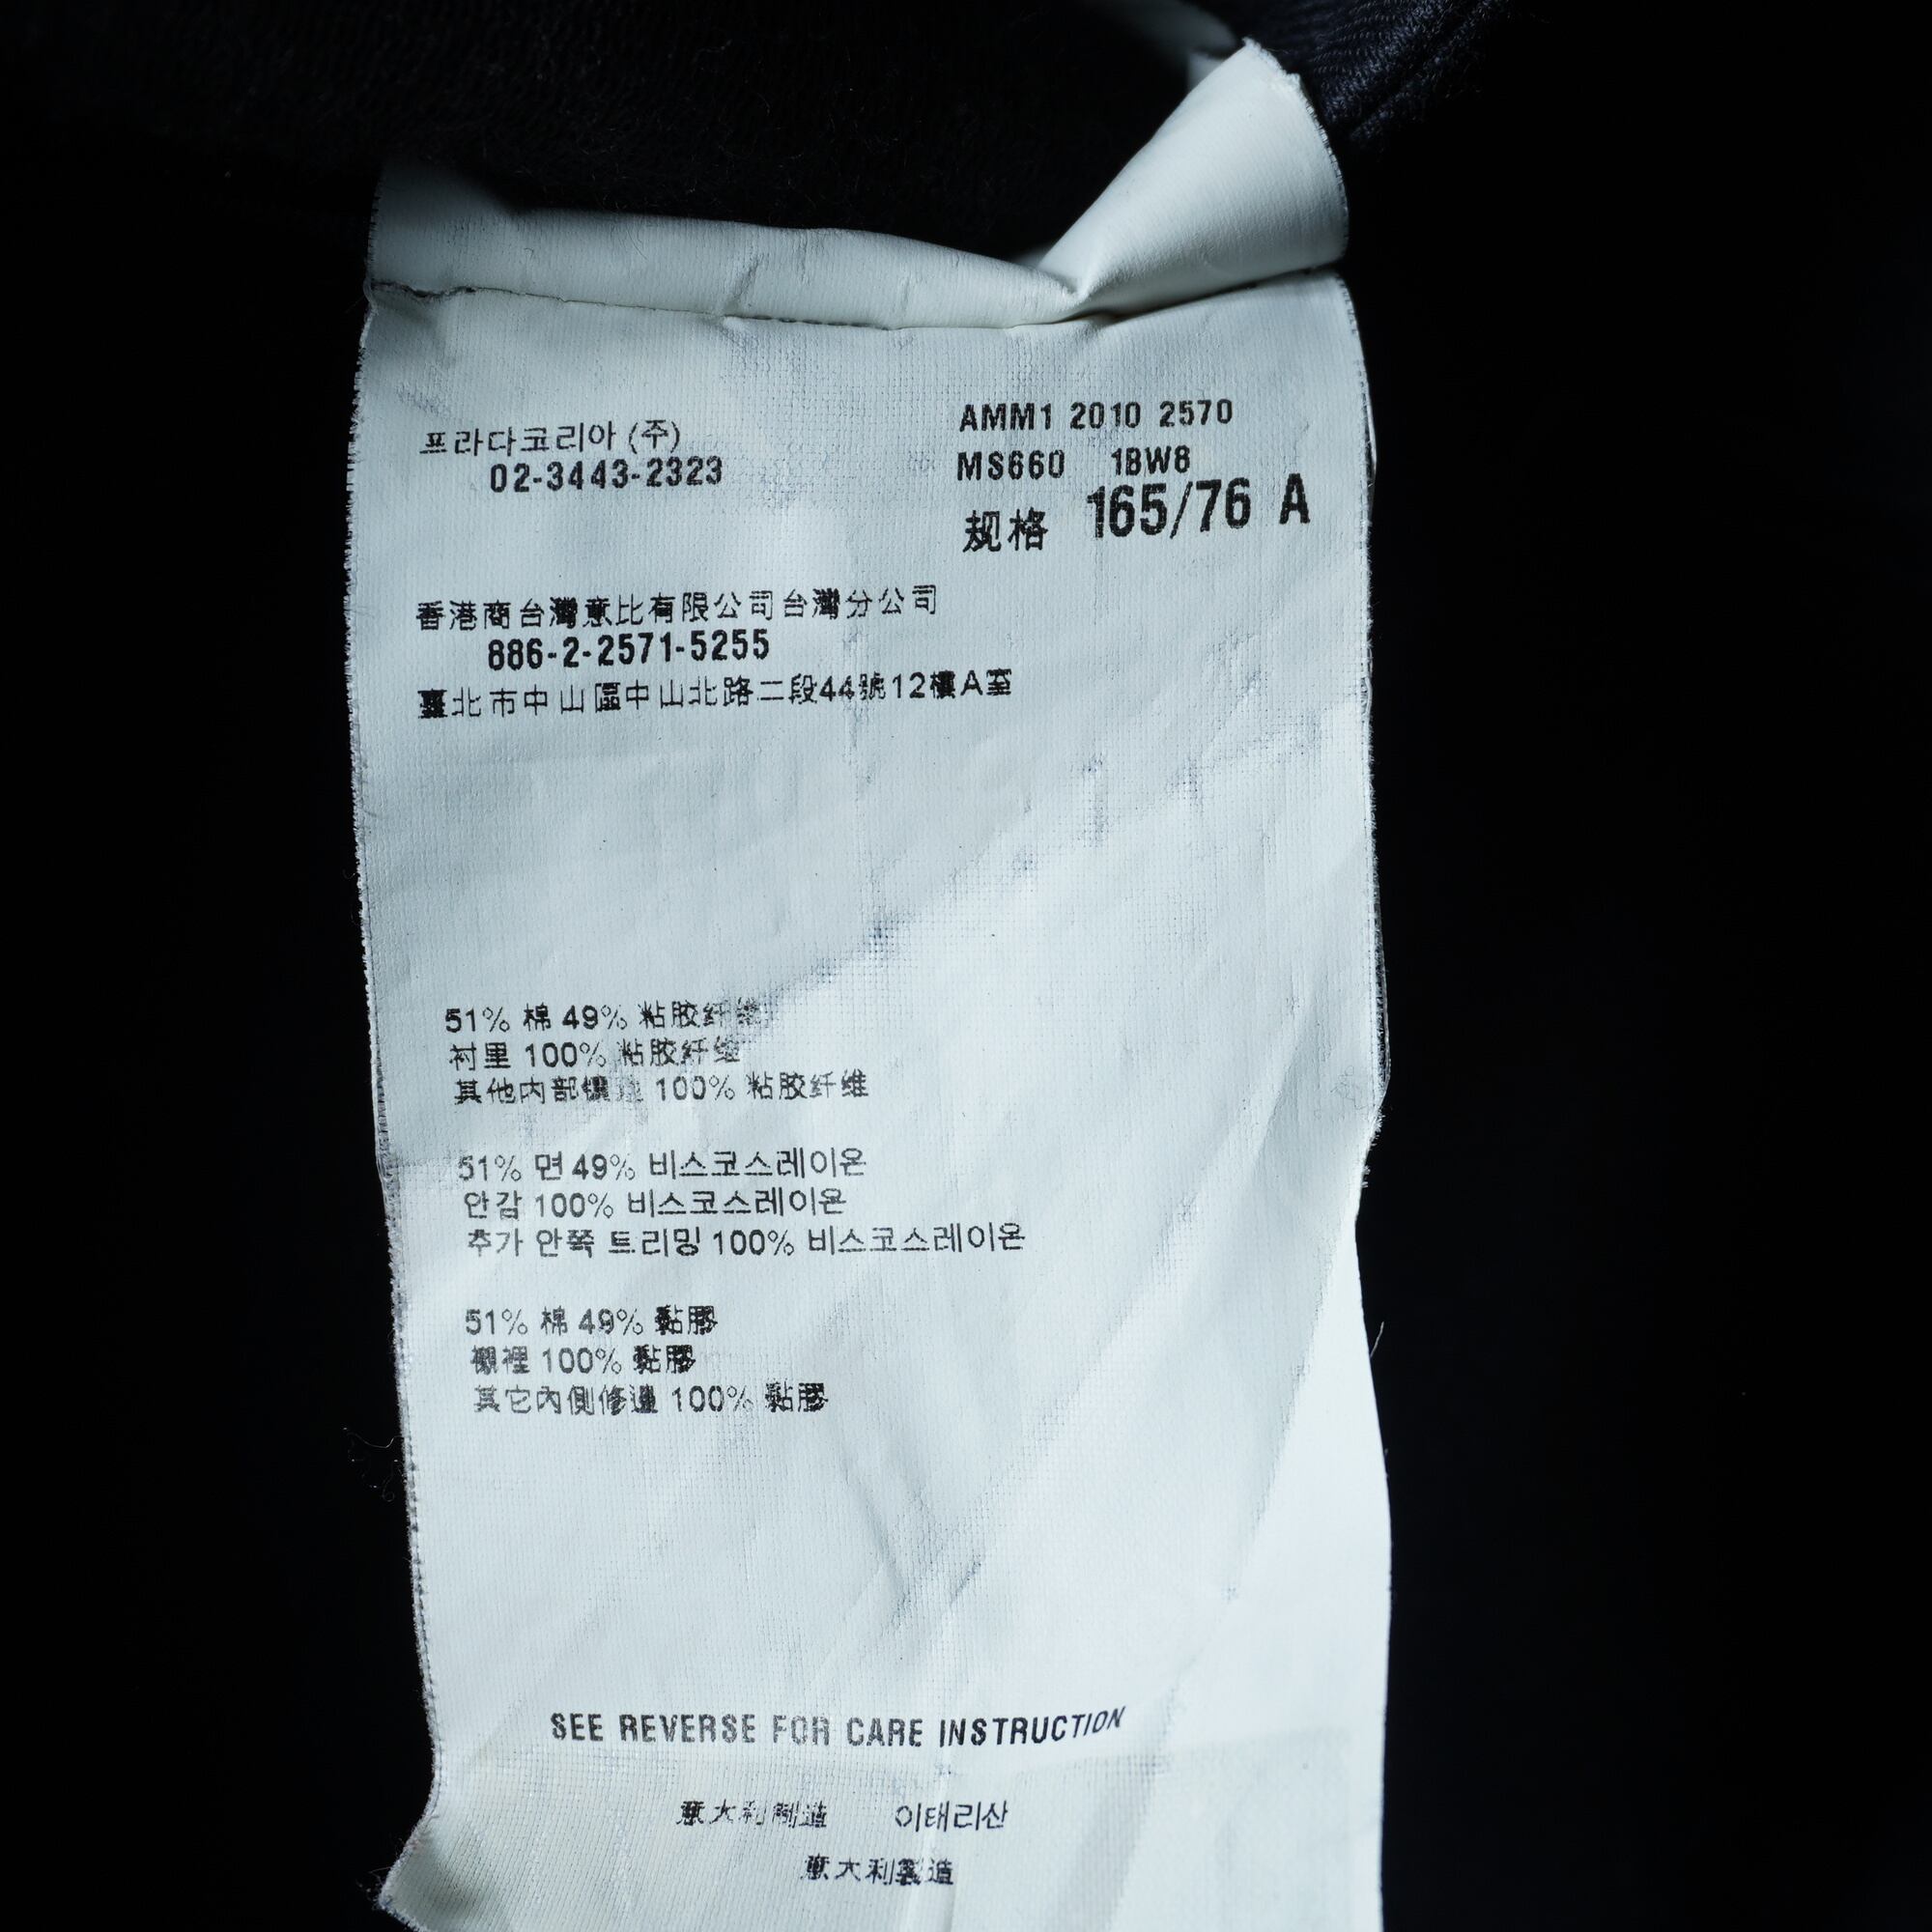 프라다코리아 (주)
02-3443-2323
AMM1 2010 2570
MS660 1BW8
规格 165/76 A
香港商台灣意比有限公司台灣分公司
886-2-2571-5255
臺北市中山區中山北路二段44號12樓A室
51% 棉 49% 粘胶纤维
衬里 100% 粘胶纤维
其他内部 100% 粘胶纤维
51% 면 49% 비스코스레이온
안감 100% 비스코스레이온
추가 안쪽 트리밍 100% 비스코스레이온
51% 棉 49% 黏膠
襯裡 100% 黏膠
其它內側修邊 100% 黏膠
SEE REVERSE FOR CARE INSTRUCTION
意大利制造 이태리산
意大利製造